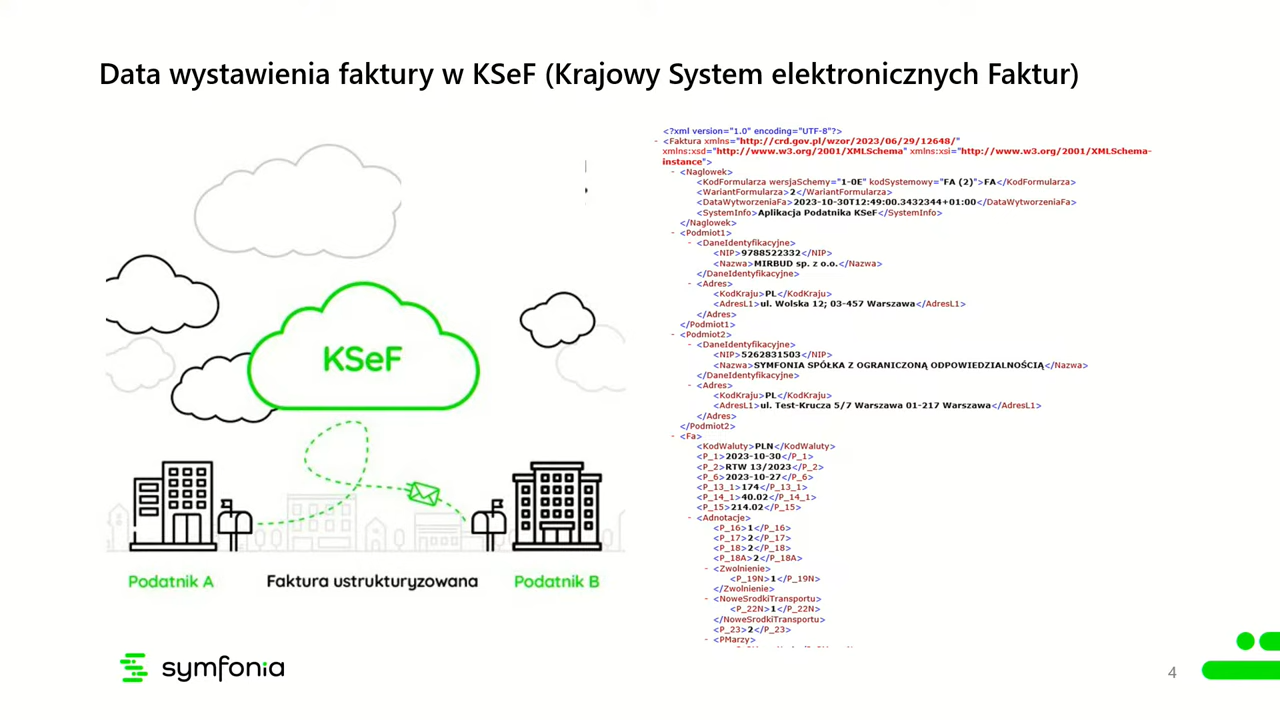 Data wystawienia faktury w KSeF (Krajowy System elektronicznych Faktur)
KSeF
Podatnik A
Faktura ustrukturyzowana
Podatnik B
<?xml version="1.0" encoding="UTF-8"?>
- <Faktura xmlns="http://crd.gov.pl/wzor/2023/06/29/12648/"
xmlns:xsd="http://www.w3.org/2001/XMLSchema" xmlns:xsi="http://www.w3.org/2001/XMLSchema-
instance">
- <Naglowek>
<KodFormularza wersjaSchemy="1-0E" kodSystemowy="FA (2)">FA</KodFormularza>
<WariantFormularza>2</WariantFormularza>
<DataWytworzeniaFa>2023-10-30T12:49:00.3432344+01:00</DataWytworzeniaFa>
<SystemInfo>Aplikacja Podatnika KSeF</SystemInfo>
</Naglowek>
- <Podmiot1>
- <DaneIdentyfikacyjne>
<NIP>9788522332</NIP>
<Nazwa>MIRBUD sp. z o.o.</Nazwa>
</DaneIdentyfikacyjne>
- <Adres>
<KodKraju>PL</KodKraju>
<AdresL1>ul. Wolska 12; 03-457 Warszawa</AdresL1>
</Adres>
</Podmiot1>
- <Podmiot2>
- <DaneIdentyfikacyjne>
<NIP>5262831503</NIP>
<Nazwa>SYMFONIA SPÓŁKA Z OGRANICZONĄ ODPOWIEDZIALNOŚCIĄ</Nazwa>
</DaneIdentyfikacyjne>
- <Adres>
<KodKraju>PL</KodKraju>
<AdresL1>ul. Test-Krucza 5/7 Warszawa 01-217 Warszawa</AdresL1>
</Adres>
</Podmiot2>
- <Fa>
<KodWaluty>PLN</KodWaluty>
<P_1>2023-10-30</P_1>
<P_2>RTW 13/2023</P_2>
<P_6>2023-10-27</P_6>
<P_13_1>174</P_13_1>
<P_14_1>40.02</P_14_1>
<P_15>214.02</P_15>
- <Adnotacje>
<P_16>1</P_16>
<P_17>2</P_17>
<P_18>2</P_18>
<P_18A>2</P_18A>
- <Zwolnienie>
<P_19N>1</P_19N>
</Zwolnienie>
- <NoweSrodkiTransportu>
<P_22N>1</P_22N>
</NoweSrodkiTransportu>
<P_23>2</P_23>
- <PMarzy>
symfonia
4